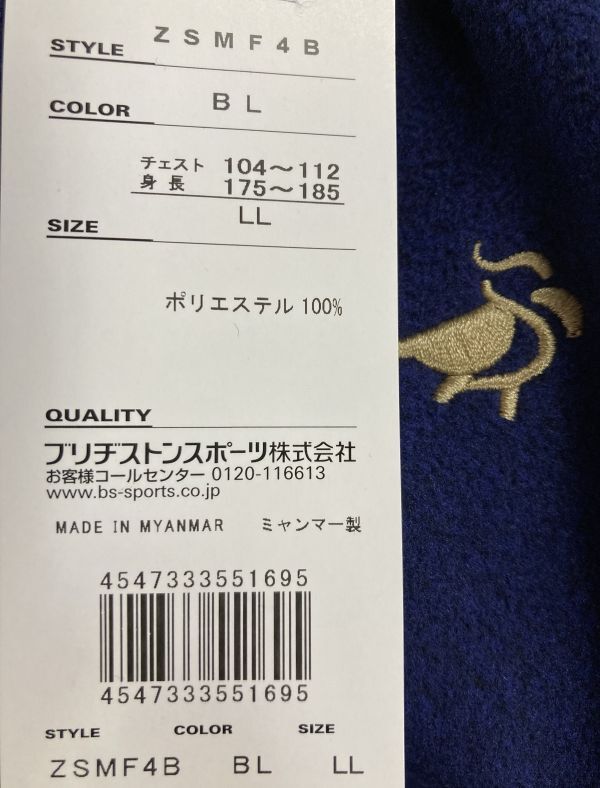 STYLE ZSMF4B
COLOR BL
チェスト 104～112
身長 175～185
SIZE LL
ポリエステル 100%
QUALITY
ブリヂストンスポーツ株式会社
お客様コールセンター 0120-116613
www.bs-sports.co.jp
MADE IN MYANMAR ミャンマー製
4547333551695
4547333551695
STYLE COLOR SIZE
ZSMF4B BL LL